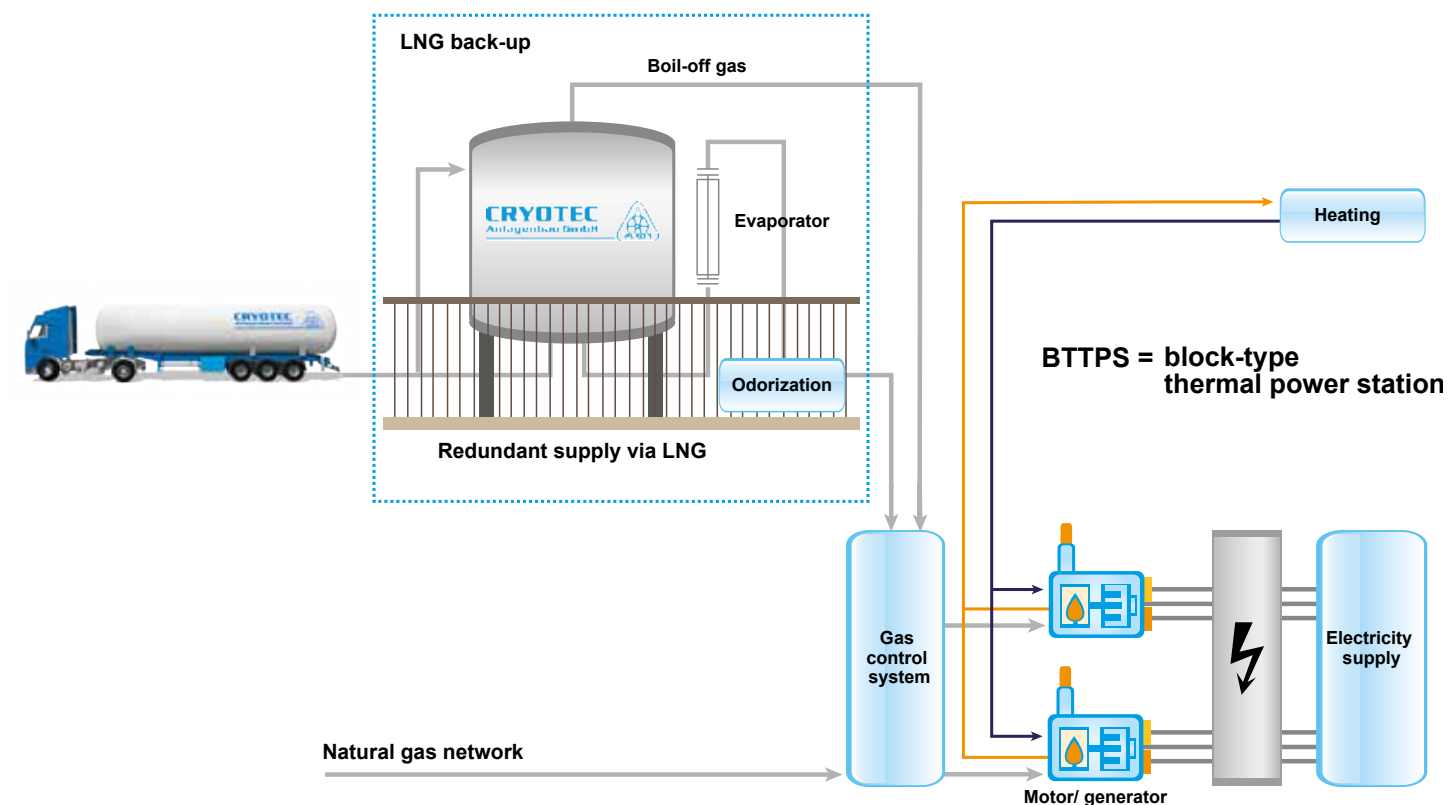 LNG back-up
Boil-off gas
CRYOTEC
Anlagenbau GmbH
Evaporator
Heating
CRYOTEC
BTTPS = block-type
thermal power station
Odorization
Redundant supply via LNG
Gas
control
system
Electricity
supply
Natural gas network
Motor/ generator